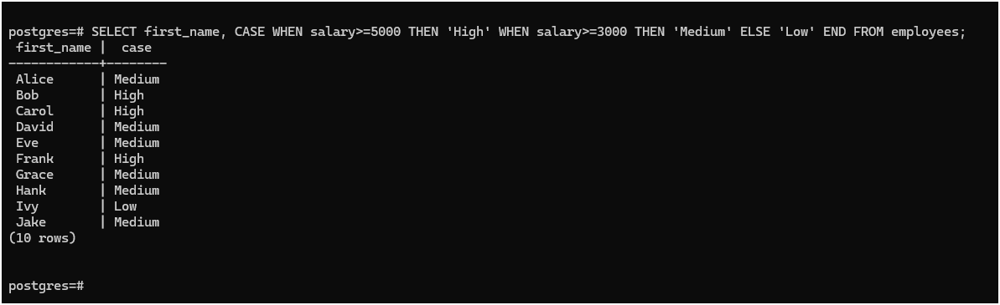 postgres=# SELECT first_name, CASE WHEN salary>=5000 THEN 'High' WHEN salary>=3000 THEN 'Medium' ELSE 'Low' END FROM employees;
 first_name |  case
------------+--------
 Alice      | Medium
 Bob        | High
 Carol      | High
 David      | Medium
 Eve        | Medium
 Frank      | High
 Grace      | Medium
 Hank       | Medium
 Ivy        | Low
 Jake       | Medium
(10 rows)
postgres=#